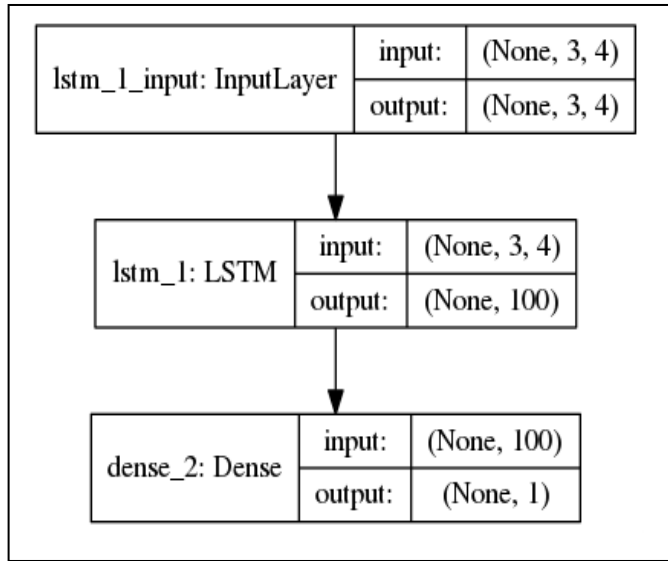 lstm_1_input: InputLayer
input: (None, 3, 4)
output: (None, 3, 4)
lstm_1: LSTM
input: (None, 3, 4)
output: (None, 100)
dense_2: Dense
input: (None, 100)
output: (None, 1)